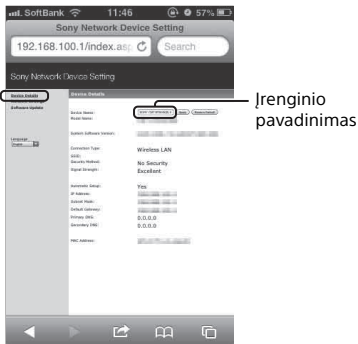 SoftBank 11:46 57%
Sony Network Device Setting
192.168.100.1/index.asp Search
Sony Network Device Setting
Device Details
Device Details
Software Update
Device Name:
Model Name:
System Software Version:
Language
English
Connection Type: Wireless LAN
SSID:
Security Method: No Security
Signal Strength: Excellent
Automatic Setup: Yes
IP Address:
Subnet Mask:
Default Gateway:
Primary DNS: 0.0.0.0
Secondary DNS: 0.0.0.0
MAC Address:
Įrenginio
pavadinimas